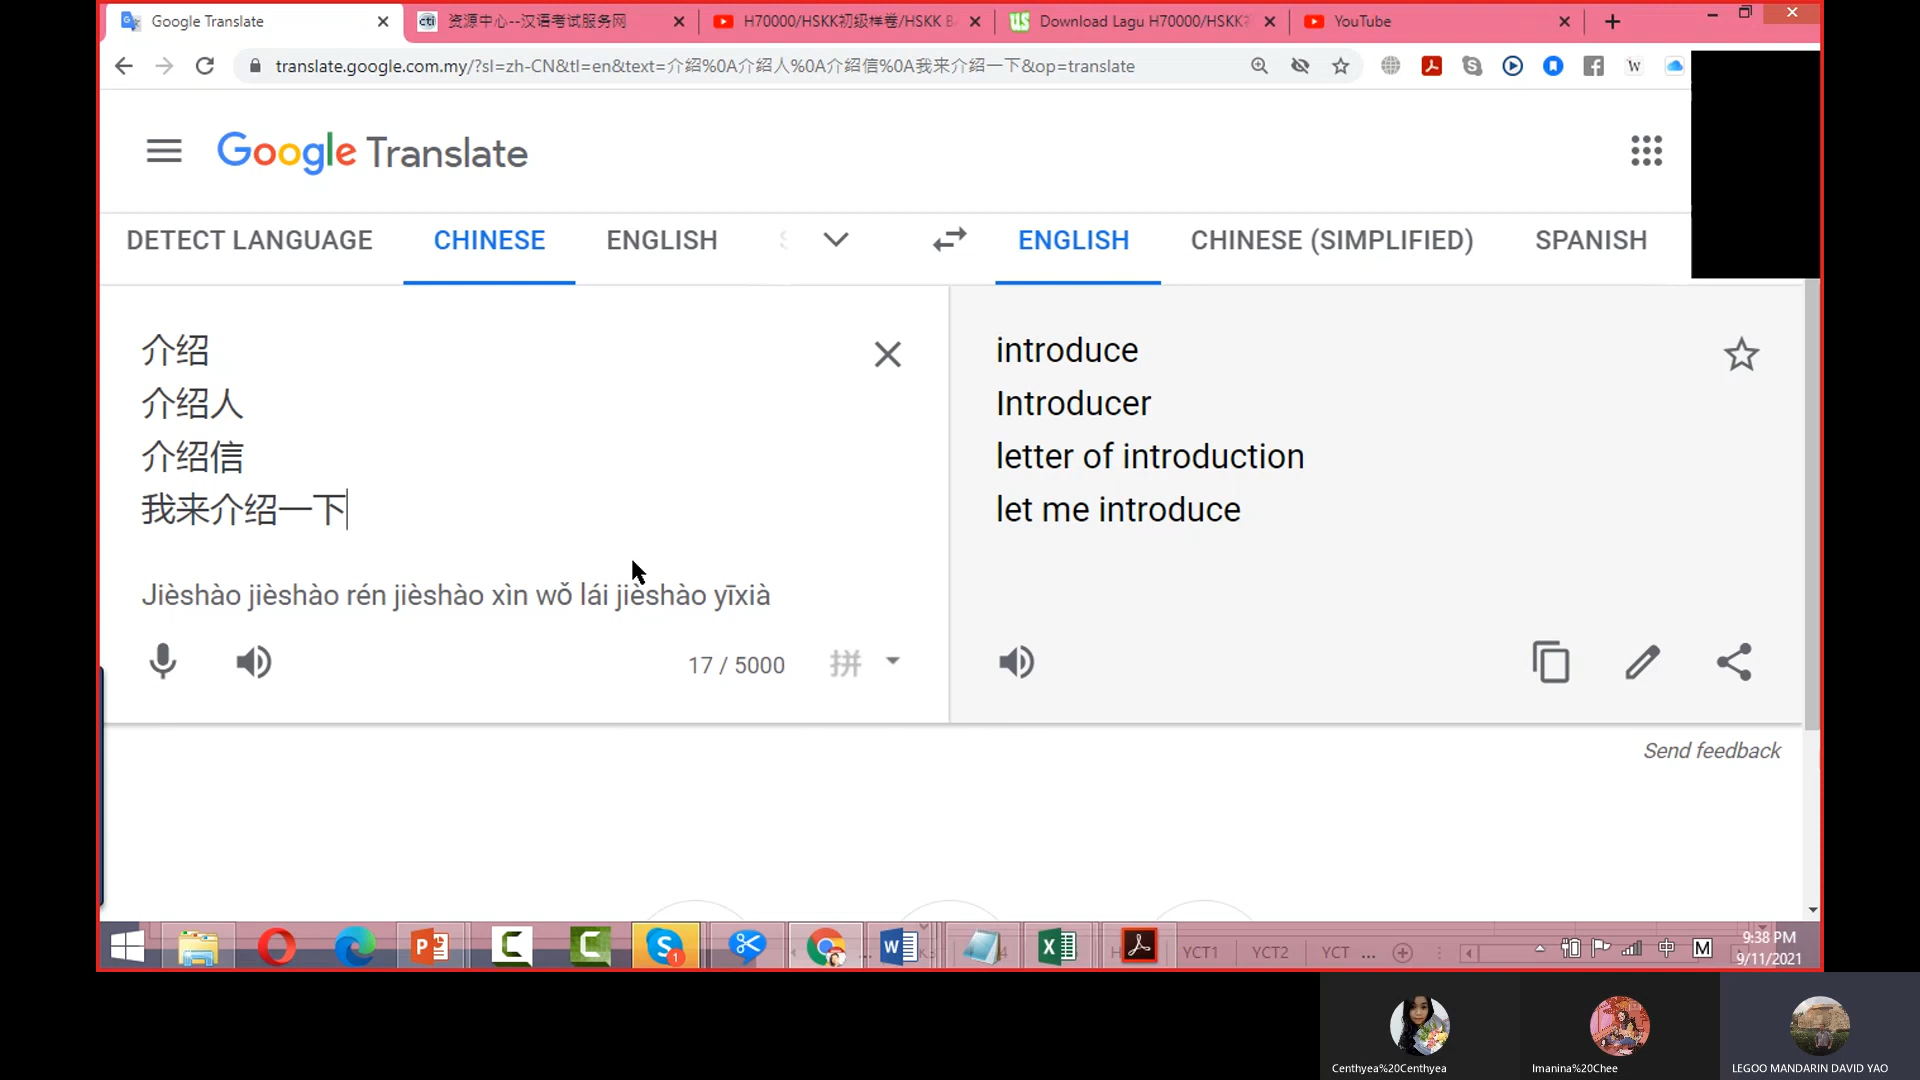 Google Translate
资源中心--汉语考试服务网
H70000/HSKK初级样卷/HSKK B
Download Lagu H70000/HSKK
YouTube
translate.google.com.my/?sl=zh-CN&tl=en&text=介绍%0A介绍人%0A介绍信%0A我来介绍一下&op=translate
Google Translate
DETECT LANGUAGE
CHINESE
ENGLISH
ENGLISH
CHINESE (SIMPLIFIED)
SPANISH
介绍
介绍人
介绍信
我来介绍一下
introduce
Introducer
letter of introduction
let me introduce
Jièshào jièshào rén jièshào xìn wǒ lái jièshào yīxià
17 / 5000
拼
Send feedback
YCT1
YCT2
YCT ...
中
M
9:38 PM
9/11/2021
Centhyea%20Centhyea
Imanina%20Chee
LEGOO MANDARIN DAVID YAO